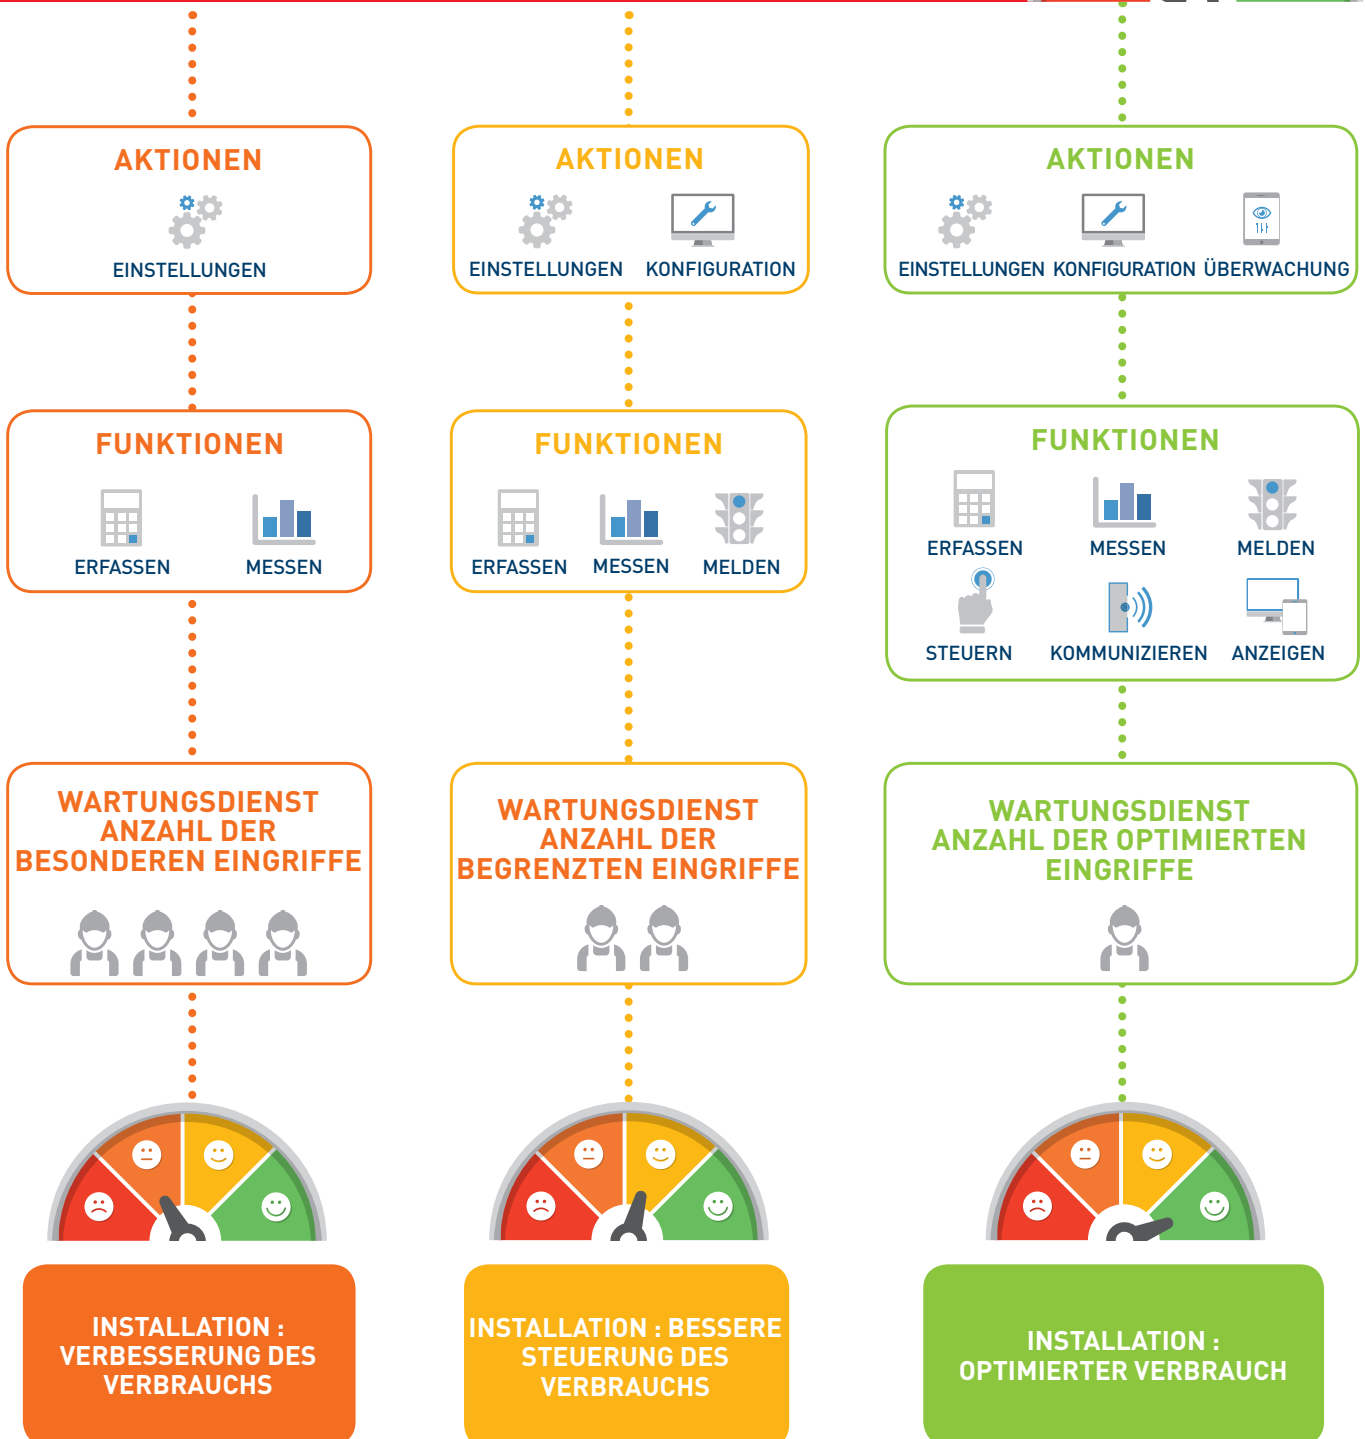 AKTIONEN
EINSTELLUNGEN
FUNKTIONEN
ERFASSEN MESSEN
WARTUNGSDIENST
ANZAHL DER
BESONDEREN EINGRIFFE
INSTALLATION :
VERBESSERUNG DES
VERBRAUCHS
AKTIONEN
EINSTELLUNGEN KONFIGURATION
FUNKTIONEN
ERFASSEN MESSEN MELDEN
WARTUNGSDIENST
ANZAHL DER
BEGRENZTEN EINGRIFFE
INSTALLATION : BESSERE
STEUERUNG DES
VERBRAUCHS
AKTIONEN
EINSTELLUNGEN KONFIGURATION ÜBERWACHUNG
FUNKTIONEN
ERFASSEN MESSEN MELDEN
STEUERN KOMMUNIZIEREN ANZEIGEN
WARTUNGSDIENST
ANZAHL DER OPTIMIERTEN
EINGRIFFE
INSTALLATION :
OPTIMIERTER VERBRAUCH